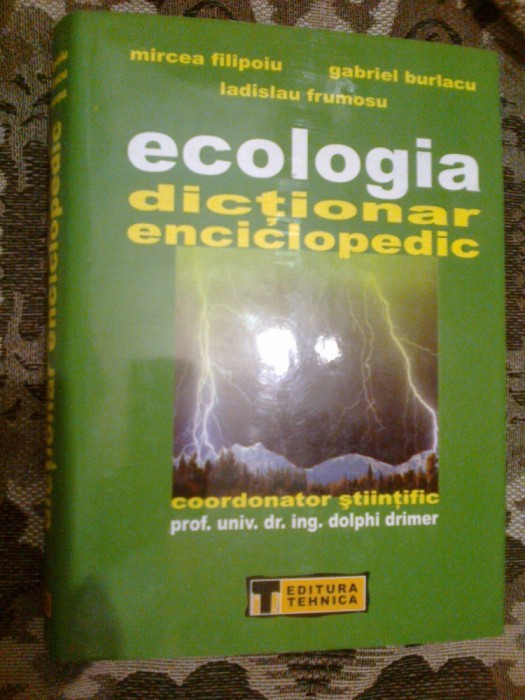 mircea filipoiu
gabriel burlacu
ladislau frumosu
ecologia
dicționar
enciclopedic
coordonator științific
prof. univ. dr. ing. dolphi drimer
T EDITURA
TEHNICA
enciclopedic